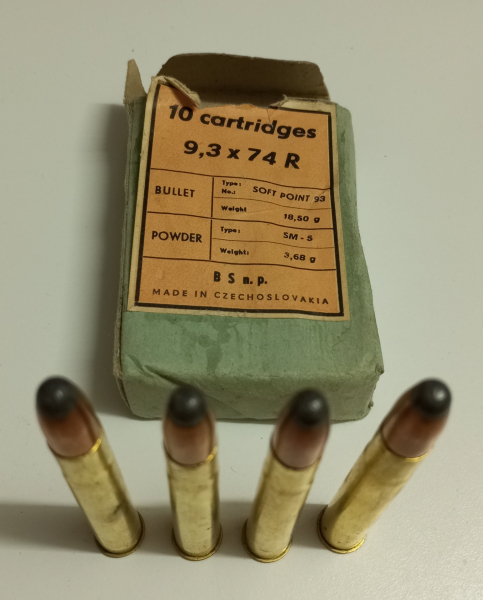 10 cartridges
9,3 x 74 R
BULLET
Type:
No.:
SOFT POINT 93
Weight
18,50 g
POWDER
Type:
SM-5
Weight:
3,68 g
B S n. p.
MADE IN CZECHOSLOVAKIA